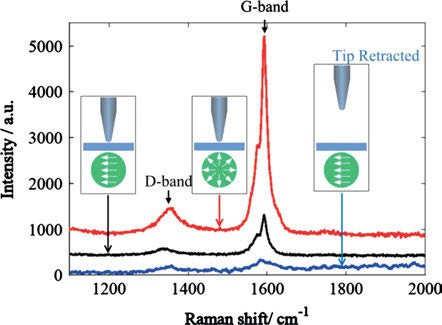 G-band
Tip Retracted
D-band
Intensity / a.u.
5000
4000
3000
2000
1000
0
1200
1400
1600
1800
2000
Raman shift/ cm-1